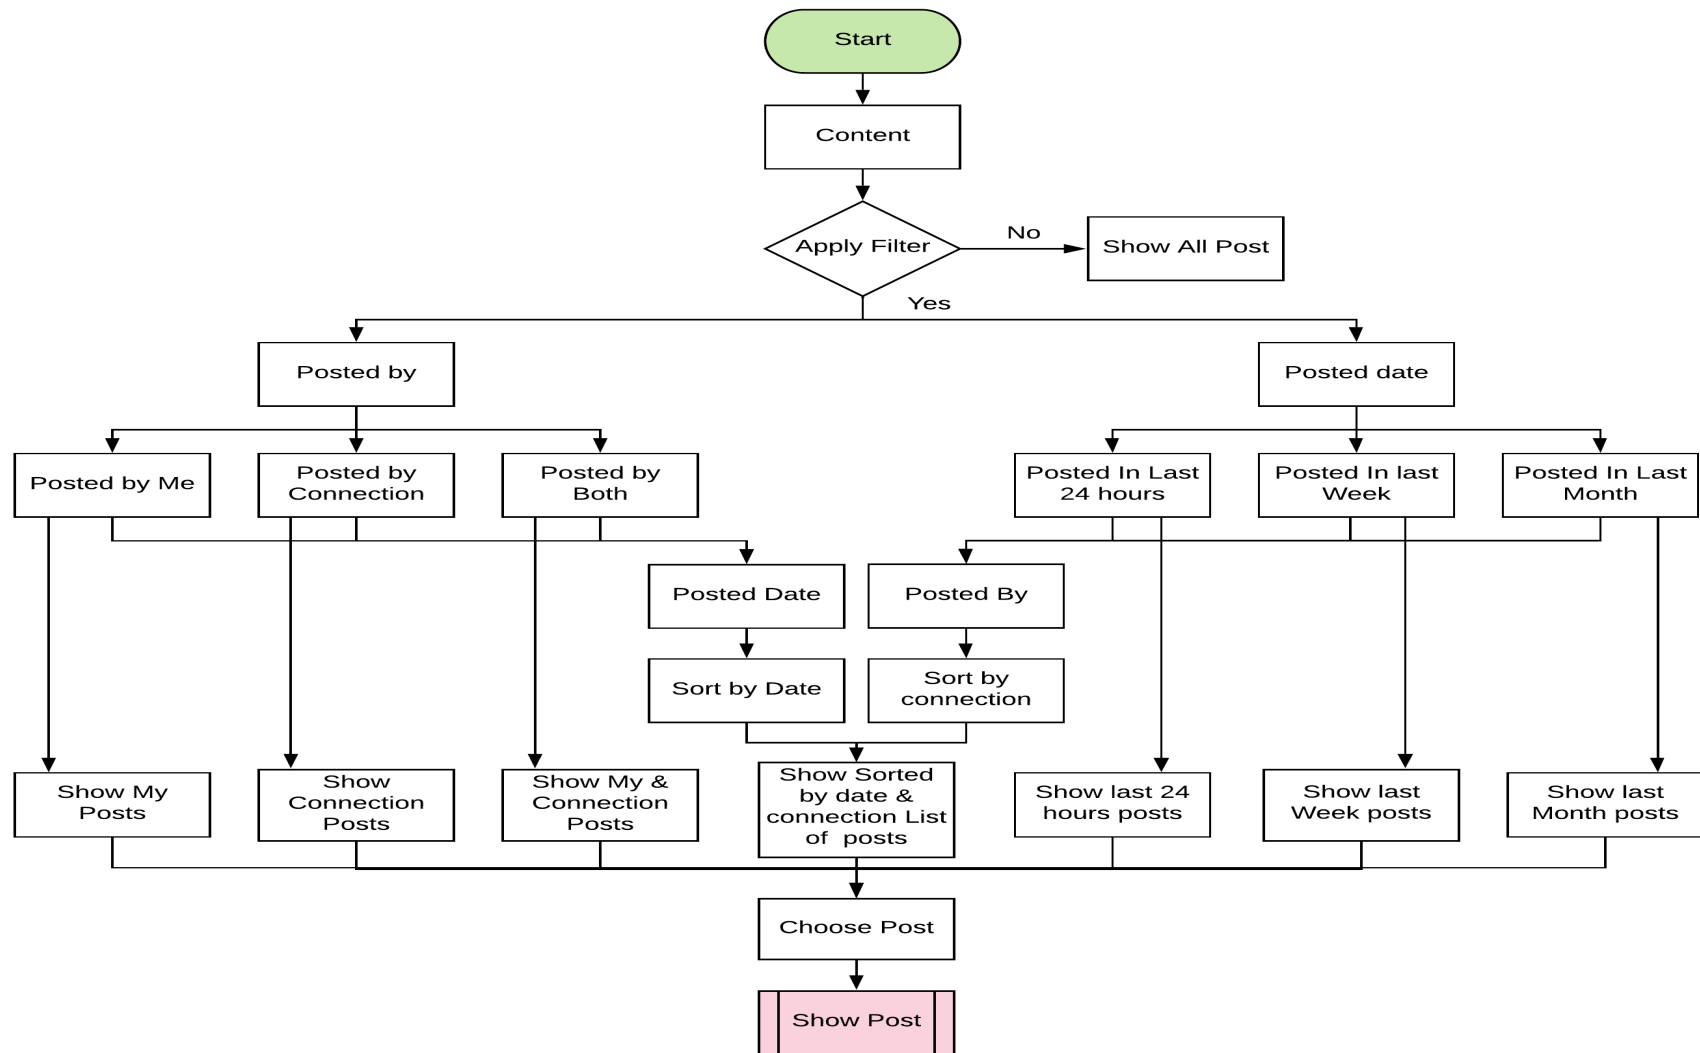 Start
Content
Apply Filter
No
Show All Post
Yes
Posted by
Posted date
Posted by Me
Posted by
Connection
Posted by
Both
Posted In Last
24 hours
Posted In last
Week
Posted In Last
Month
Posted Date
Posted By
Sort by Date
Sort by
connection
Show My
Posts
Show
Connection
Posts
Show My &
Connection
Posts
Show Sorted
by date &
connection List
of posts
Show last 24
hours posts
Show last
Week posts
Show last
Month posts
Choose Post
Show Post